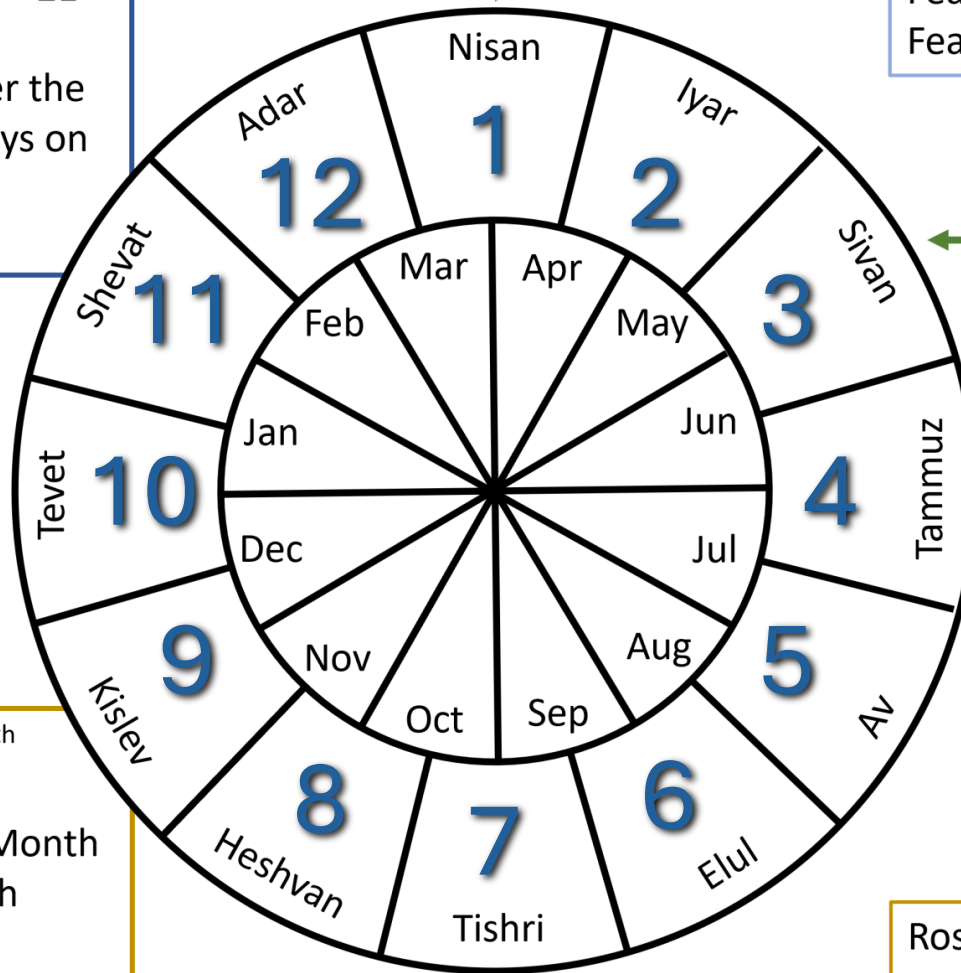 er the
ys on
Fea
Nisan
1
Iyar
2
Sivan
3
Tammuz
4
Av
5
Elul
6
Tishri
7
Heshvan
8
Kislev
9
Tevet
10
Shevat
11
Adar
12
Mar
Apr
May
Jun
Jul
Aug
Sep
Oct
Nov
Dec
Jan
Feb
th
Month
h
Ros